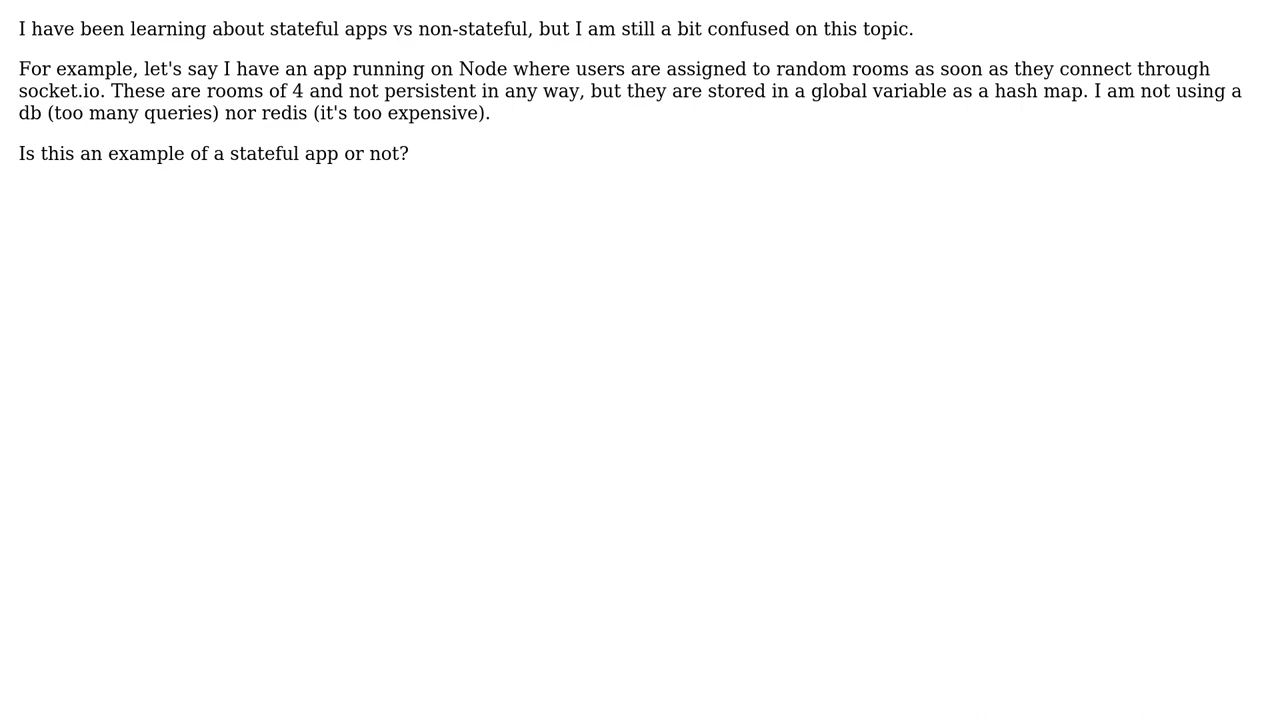 I have been learning about stateful apps vs non-stateful, but I am still a bit confused on this topic.
For example, let's say I have an app running on Node where users are assigned to random rooms as soon as they connect through
socket.io. These are rooms of 4 and not persistent in any way, but they are stored in a global variable as a hash map. I am not using a
db (too many queries) nor redis (it's too expensive).
Is this an example of a stateful app or not?